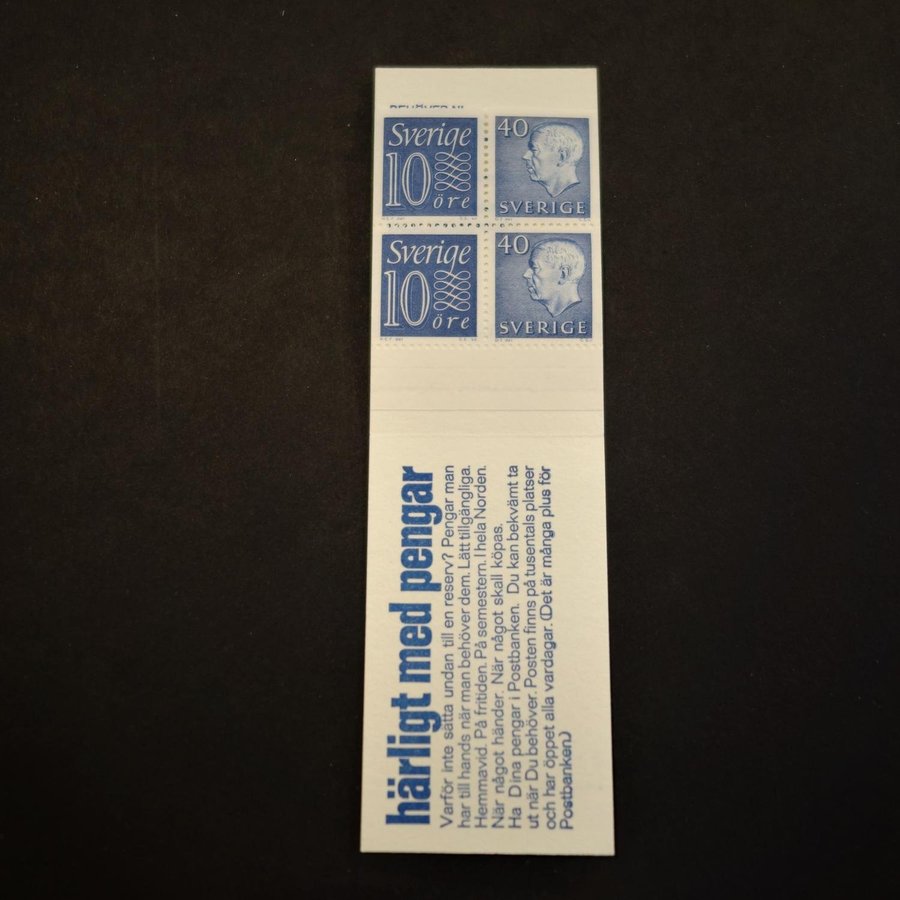 Sverige
10
öre
40
SVERIGE
Sverige
10
öre
40
SVERIGE
härligt med pengar
Varför inte sätta undan till en reserv? Pengar man
har till hands när man behöver dem. Lätt tillgängliga.
Hemmavid. På fritiden. På semestern. I hela Norden.
När något händer. När något skall köpas.
Ha Dina pengar i Postbanken. Du kan bekvämt ta
ut när Du behöver. Posten finns på tusentals platser
och har öppet alla vardagar. (Det är många plus för
Postbanken.)